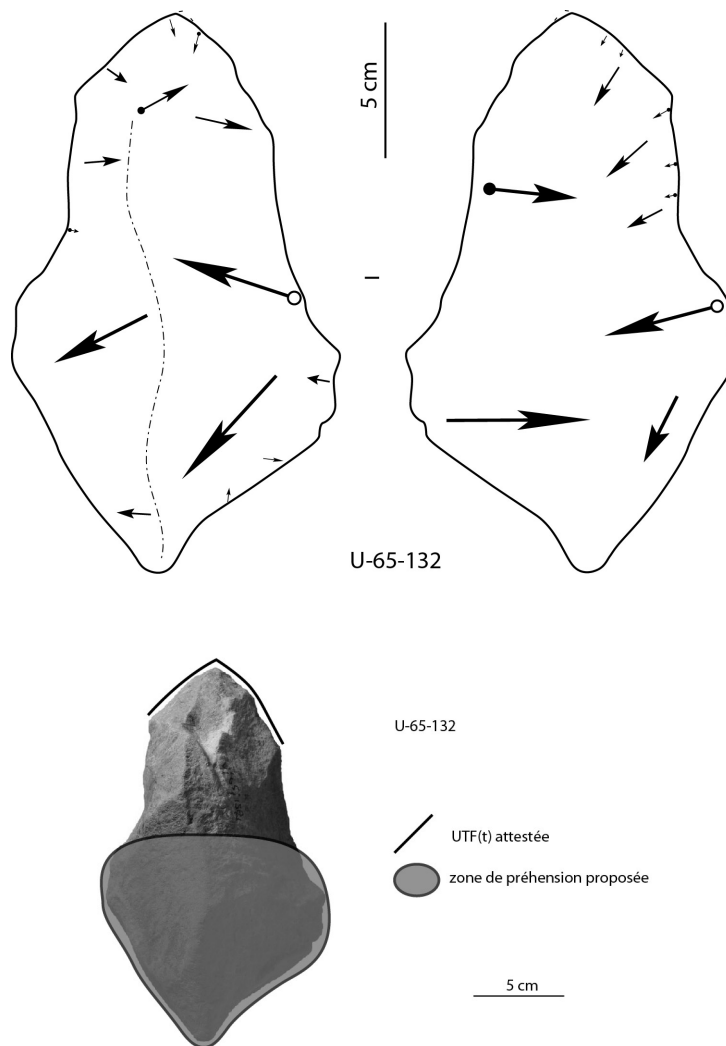 5 cm
U-65-132
U-65-132
UTF(t) attestée
zone de préhension proposée
5 cm